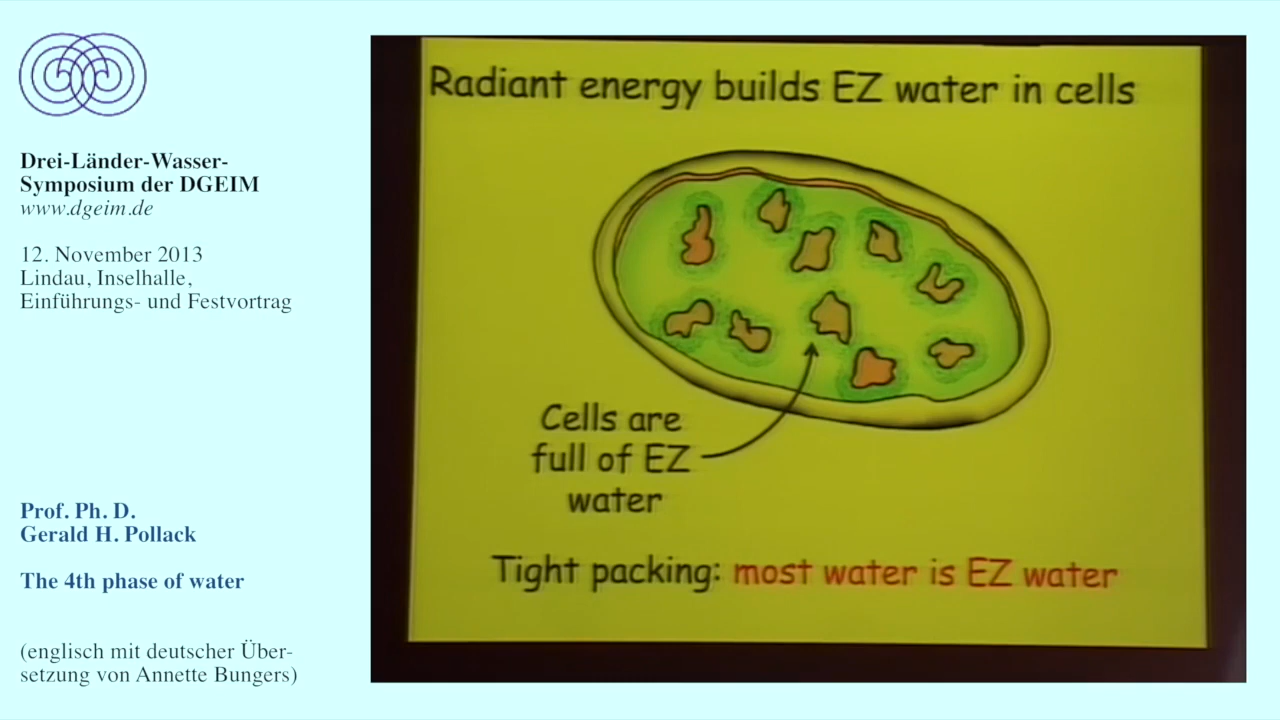 Drei-Länder-Wasser-
Symposium der DGEIM
www.dgeim.de
12. November 2013
Lindau, Inselhalle,
Einführungs- und Festvortrag
Prof. Ph. D.
Gerald H. Pollack
The 4th phase of water
(englisch mit deutscher Über-
setzung von Annette Bungers)
Radiant energy builds EZ water in cells
Cells are
full of EZ
water
Tight packing: most water is EZ water